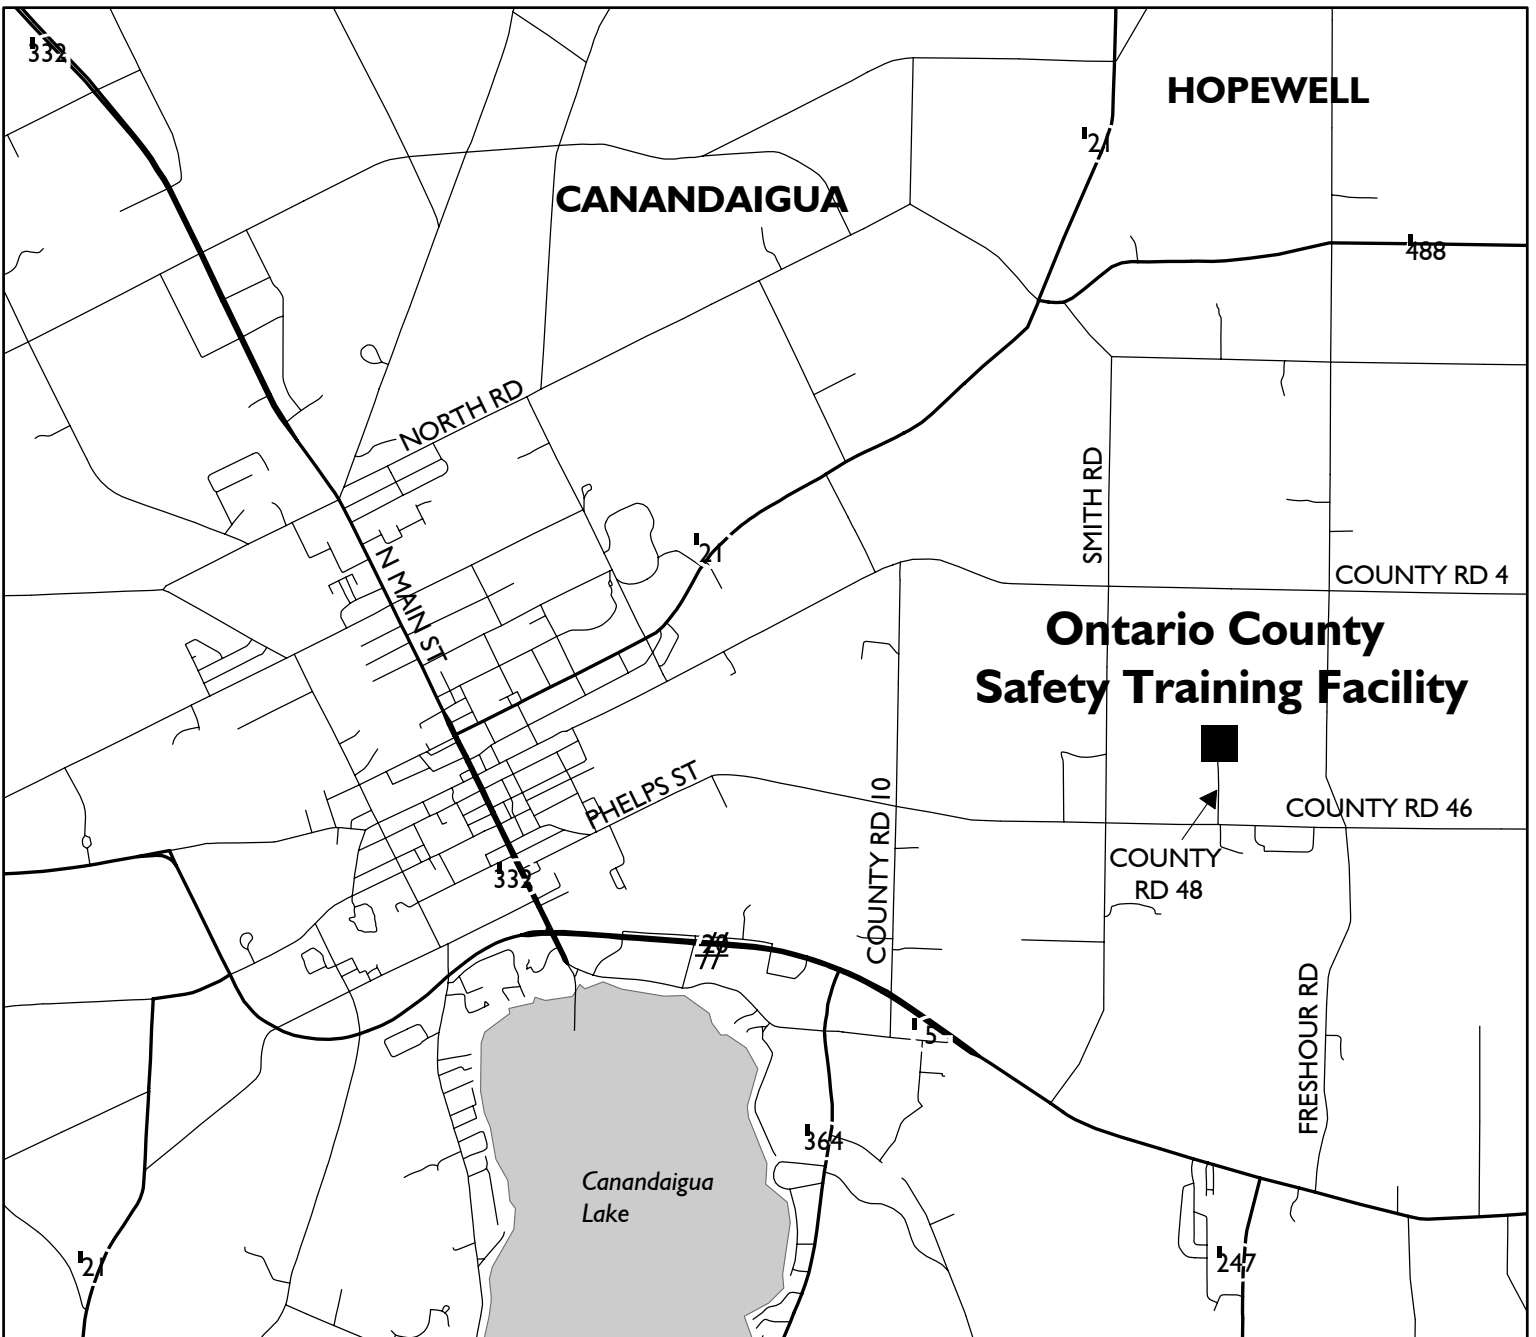 332
HOPEWELL
21
CANANDAIGUA
488
NORTH RD
SMITH RD
21
N MAIN ST
COUNTY RD 4
Ontario County
Safety Training Facility
PHELPS ST
COUNTY RD 10
COUNTY RD 46
COUNTY
RD 48
332
FRESHOUR RD
5
364
Canandaigua
Lake
21
247